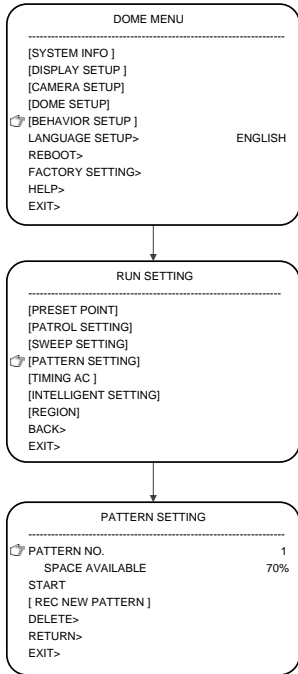 DOME MENU
[SYSTEM INFO ]
[DISPLAY SETUP ]
[CAMERA SETUP]
[DOME SETUP]
[BEHAVIOR SETUP ]
LANGUAGE SETUP> ENGLISH
REBOOT>
FACTORY SETTING>
HELP>
EXIT>
RUN SETTING
[PRESET POINT]
[PATROL SETTING]
[SWEEP SETTING]
[PATTERN SETTING]
[TIMING AC ]
[INTELLIGENT SETTING]
[REGION]
BACK>
EXIT>
PATTERN SETTING
PATTERN NO. 1
SPACE AVAILABLE 70%
START
[ REC NEW PATTERN ]
DELETE>
RETURN>
EXIT>